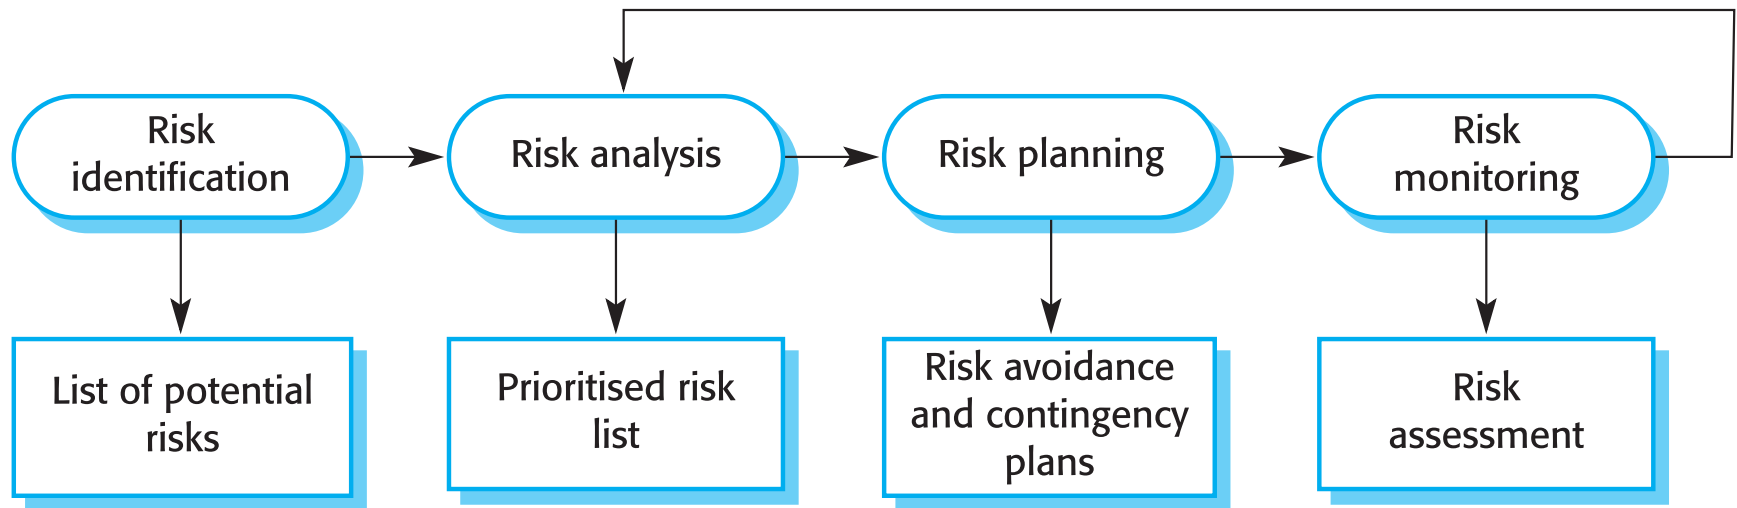 Risk
identification
Risk analysis
Risk planning
Risk
monitoring
List of potential
risks
Prioritised risk
list
Risk avoidance
and contingency
plans
Risk
assessment